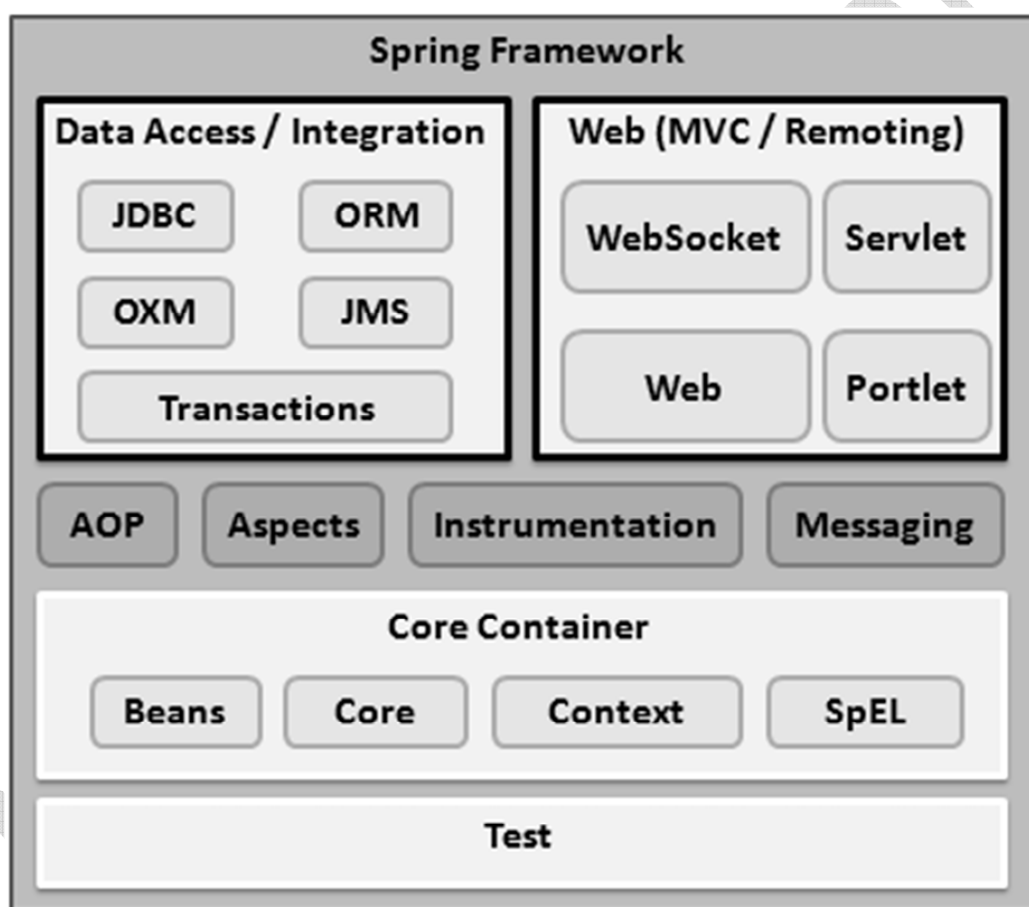 Spring Framework
Data Access / Integration
JDBC
ORM
OXM
JMS
Transactions
Web (MVC / Remoting)
WebSocket
Servlet
Web
Portlet
AOP
Aspects
Instrumentation
Messaging
Core Container
Beans
Core
Context
SpEL
Test